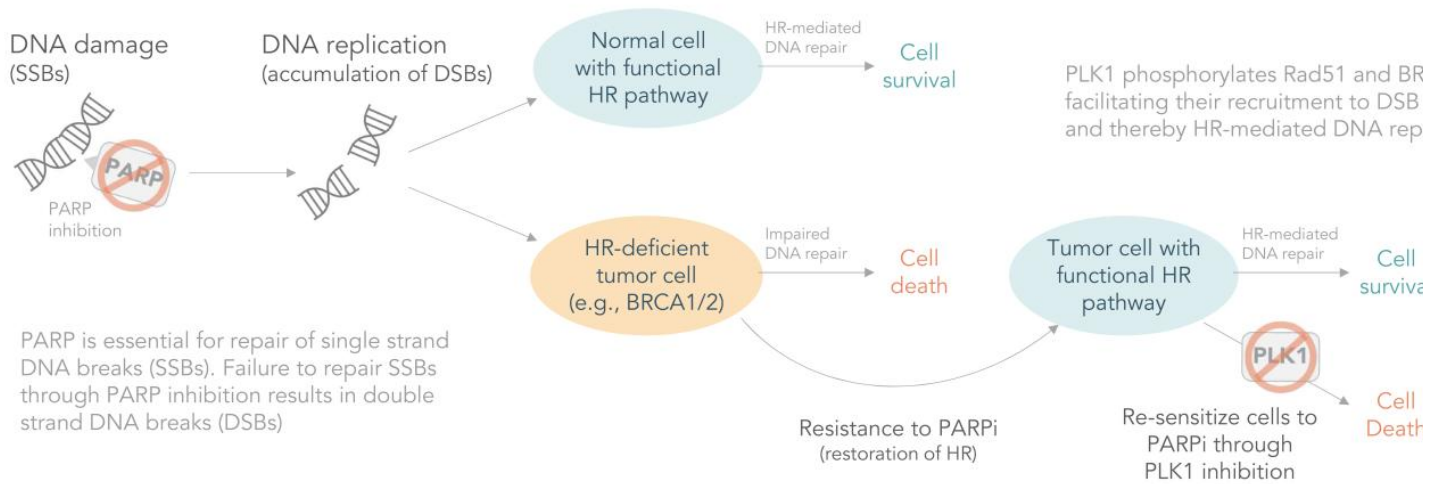 DNA damage
(SSBs)
PARP
PARP
inhibition
DNA replication
(accumulation of DSBs)
Normal cell
with functional
HR pathway
HR-mediated
DNA repair
Cell
survival
PLK1 phosphorylates Rad51 and BR
facilitating their recruitment to DSB
and thereby HR-mediated DNA rep
HR-deficient
tumor cell
(e.g., BRCA1/2)
Impaired
DNA repair
Cell
death
Tumor cell with
functional HR
pathway
HR-mediated
DNA repair
Cell
surviva
PLK1
Cell
Death
PARP is essential for repair of single strand
DNA breaks (SSBs). Failure to repair SSBs
through PARP inhibition results in double
strand DNA breaks (DSBs)
Resistance to PARPi
(restoration of HR)
Re-sensitize cells to
PARPi through
PLK1 inhibition